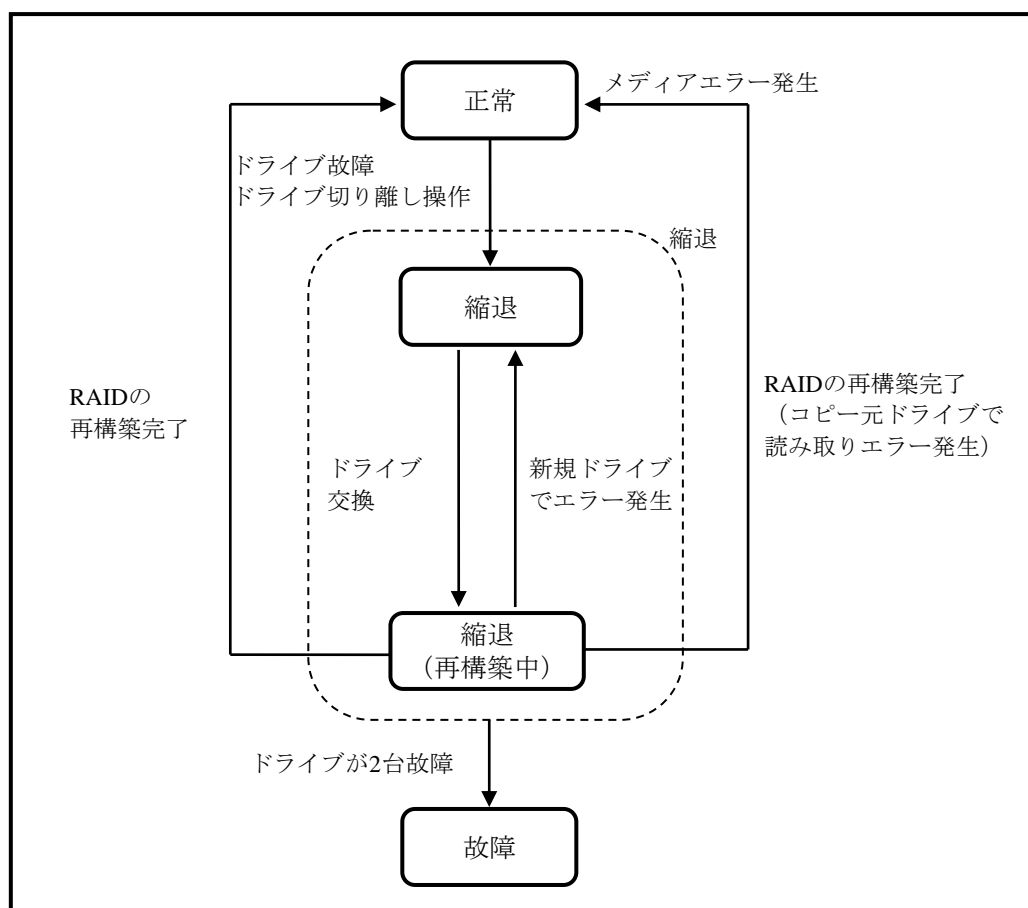 正常
メディアエラー発生
ドライブ故障
ドライブ切り離し操作
縮退
縮退
RAIDの
再構築完了
RAIDの再構築完了
（コピー元ドライブで
読み取りエラー発生）
ドライブ
交換
新規ドライブ
でエラー発生
縮退
（再構築中）
ドライブが2台故障
故障